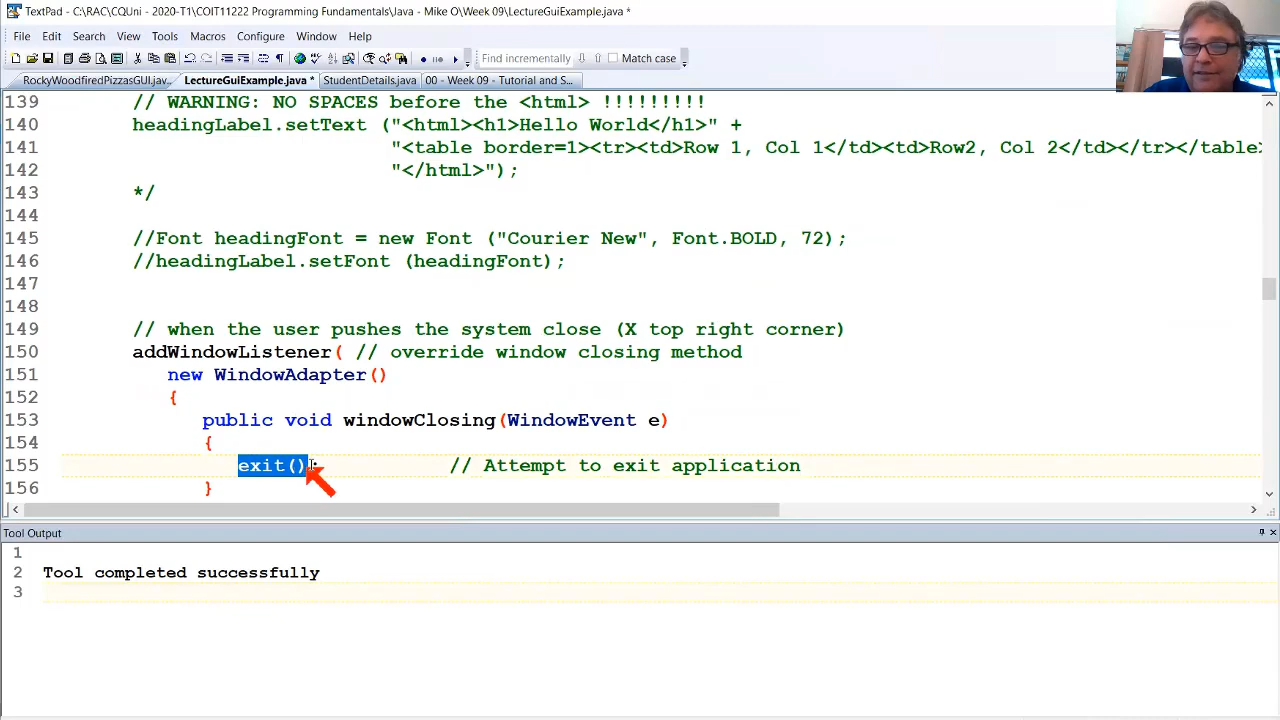 TextPad - C:\RAC\CQUni - 2020-T1\COIT11222 Programming Fundamentals\Java - Mike O\Week 09\LectureGuiExample.java *
File Edit Search View Tools Macros Configure Window Help
Find incrementally Match case
RockyWoodfiredPizzasGUI.jav... LectureGuiExample.java * StudentDetails.java 00 - Week 09 - Tutorial and S...
139 // WARNING: NO SPACES before the <html> !!!!!!!!!
140 headingLabel.setText ("<html><h1>Hello World</h1>" +
141 "<table border=1><tr><td>Row 1, Col 1</td><td>Row2, Col 2</td></tr></table>
142 "</html>");
143 */
144
145 //Font headingFont = new Font ("Courier New", Font.BOLD, 72);
146 //headingLabel.setFont (headingFont);
147
148
149 // when the user pushes the system close (X top right corner)
150 addWindowListener( // override window closing method
151 new WindowAdapter()
152 {
153 public void windowClosing(WindowEvent e)
154 {
155 exit(); // Attempt to exit application
156 }
Tool Output
1
2 Tool completed successfully
3